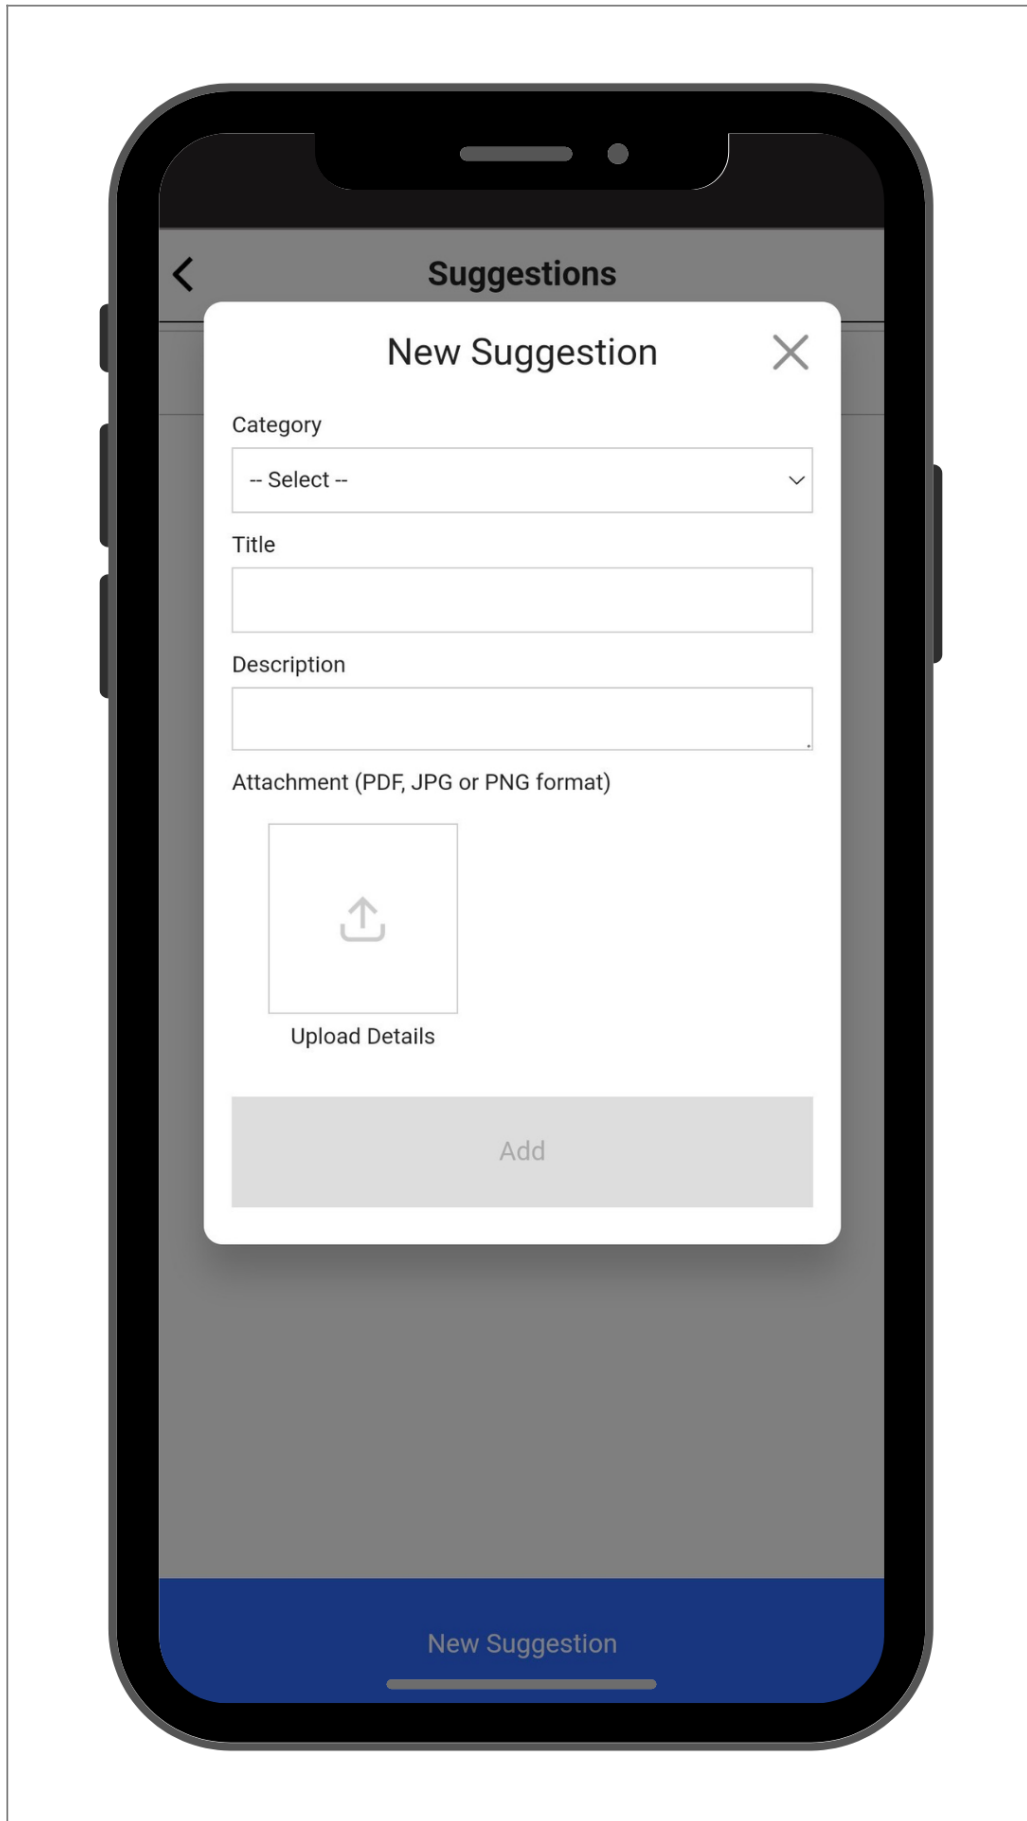 Suggestions
New Suggestion
Category
-- Select --
Title
Description
Attachment (PDF, JPG or PNG format)
Upload Details
Add
New Suggestion